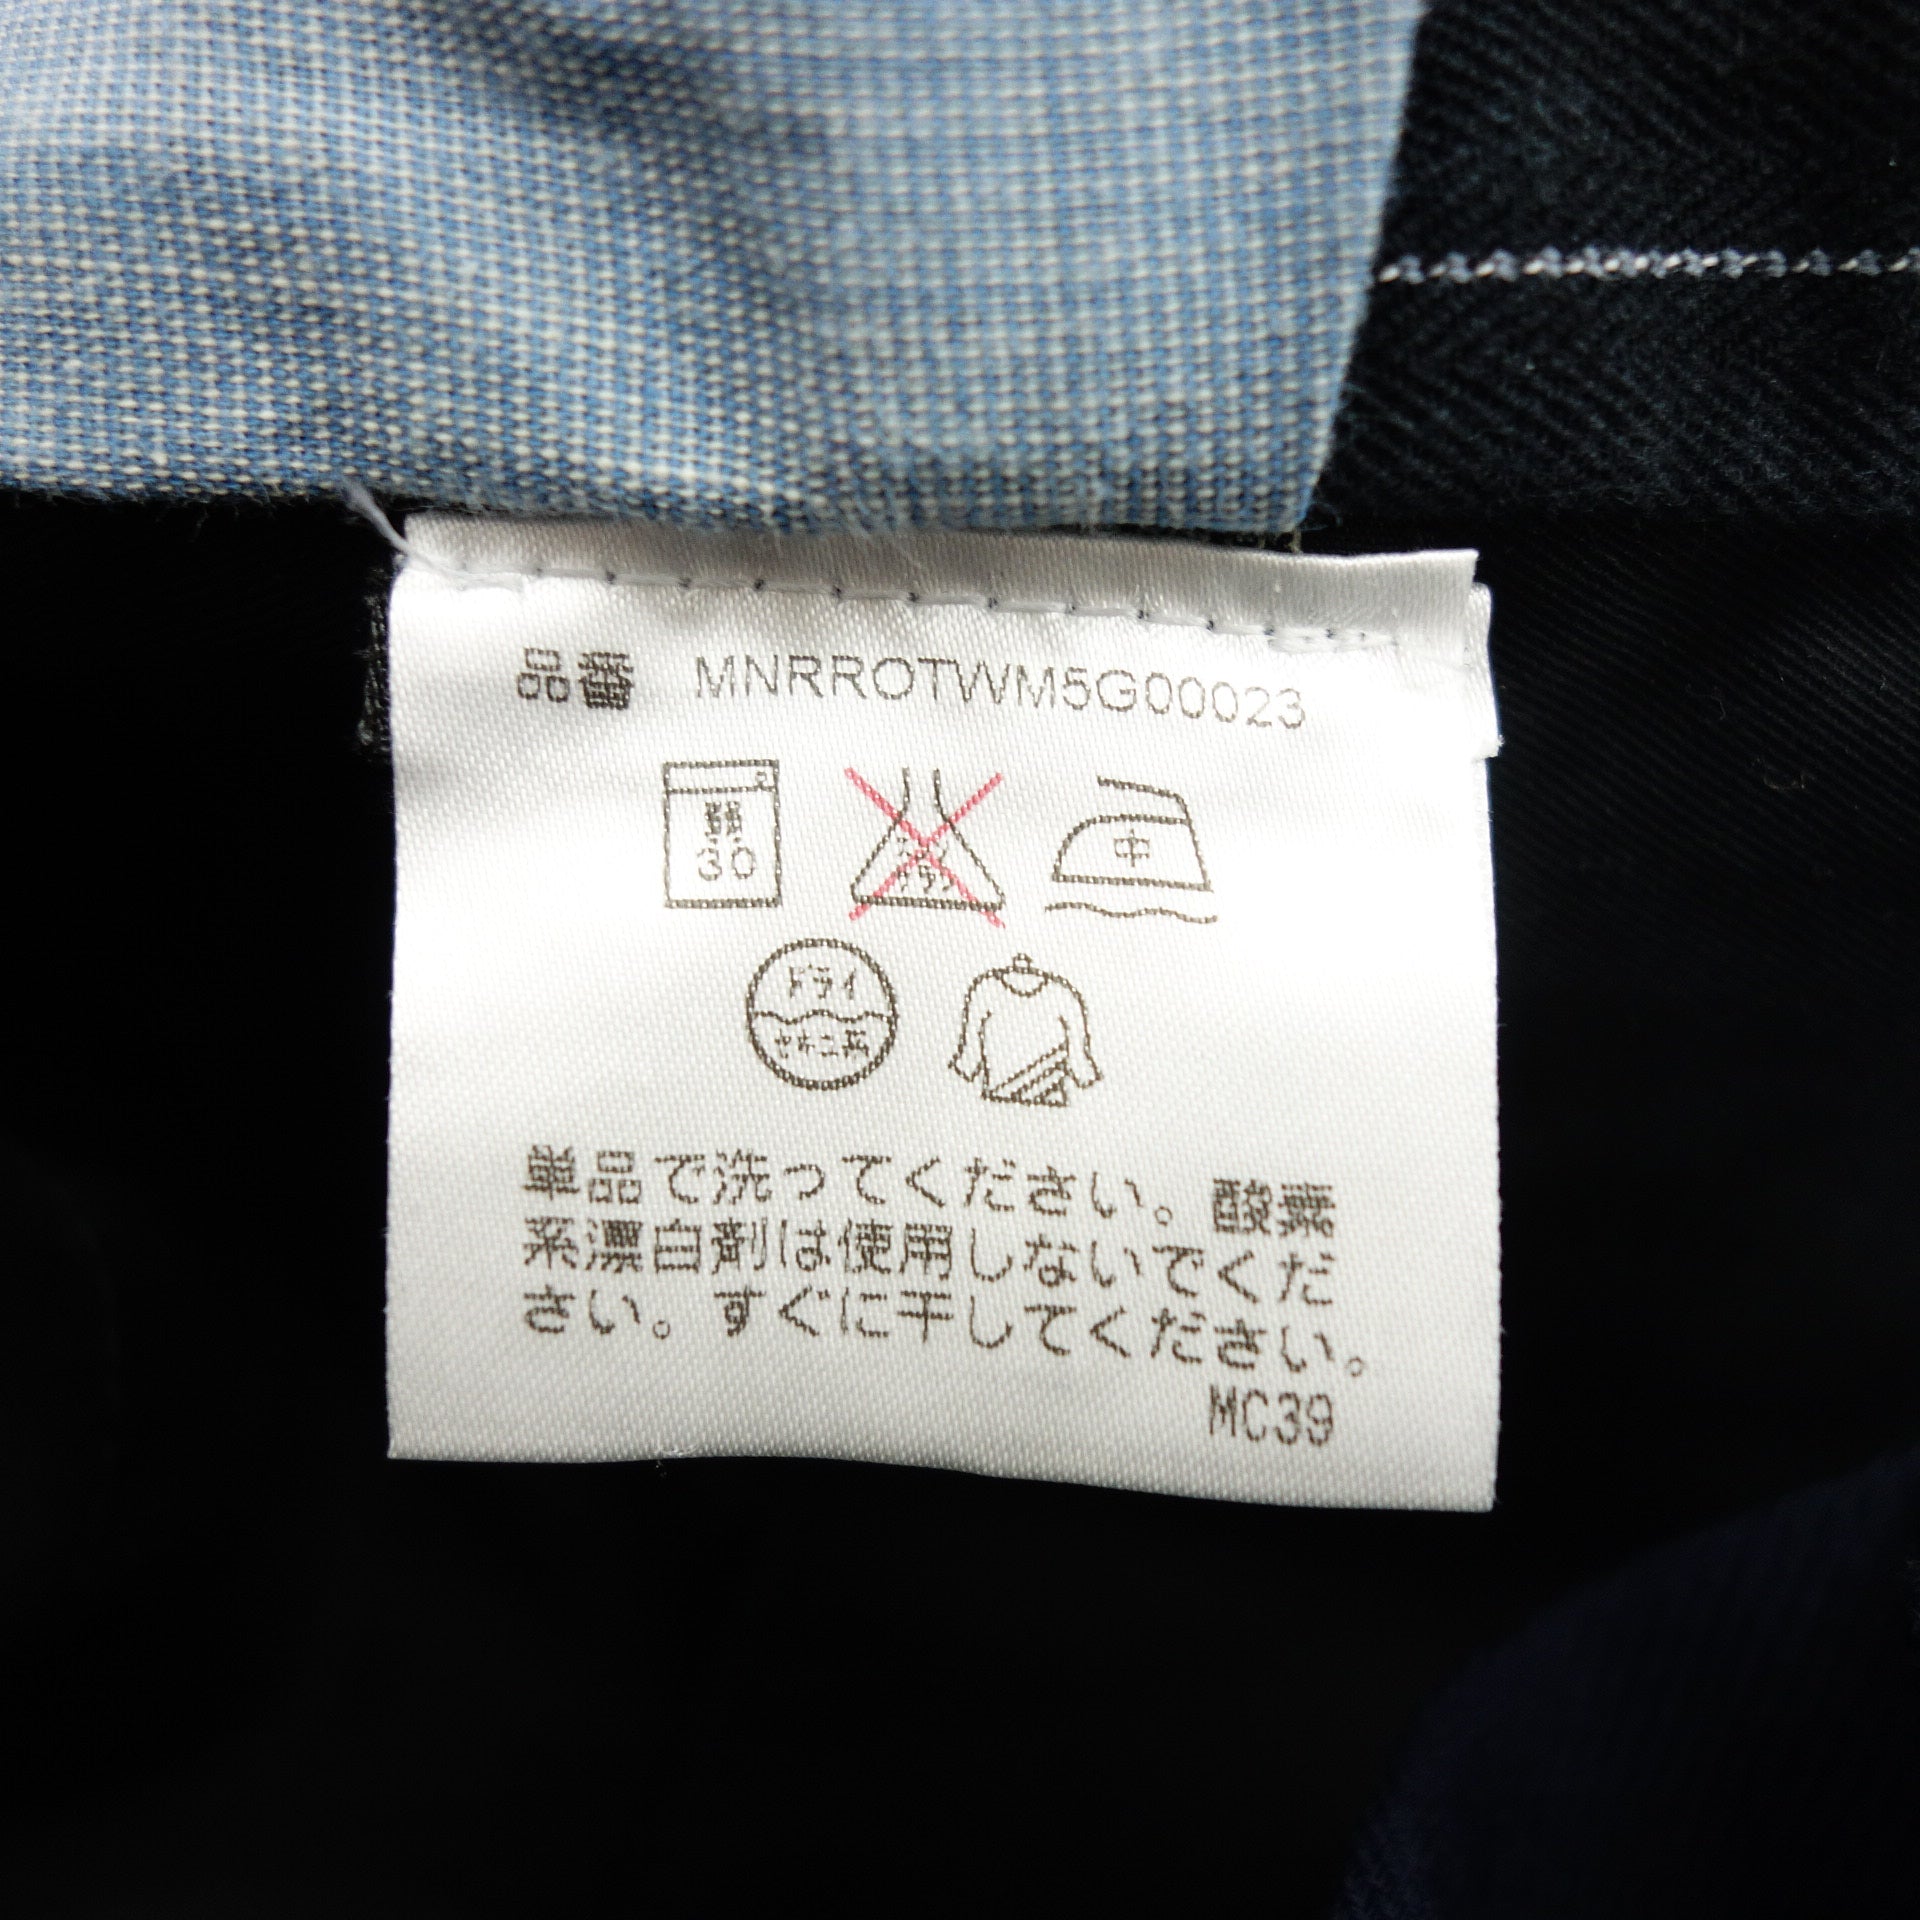 品番 MNRROTWM5G00023
30
中
ドライ
セキユ系
単品で洗ってください。酸素
系漂白剤は使用しないでくだ
さい。すぐに干してください。
MC39